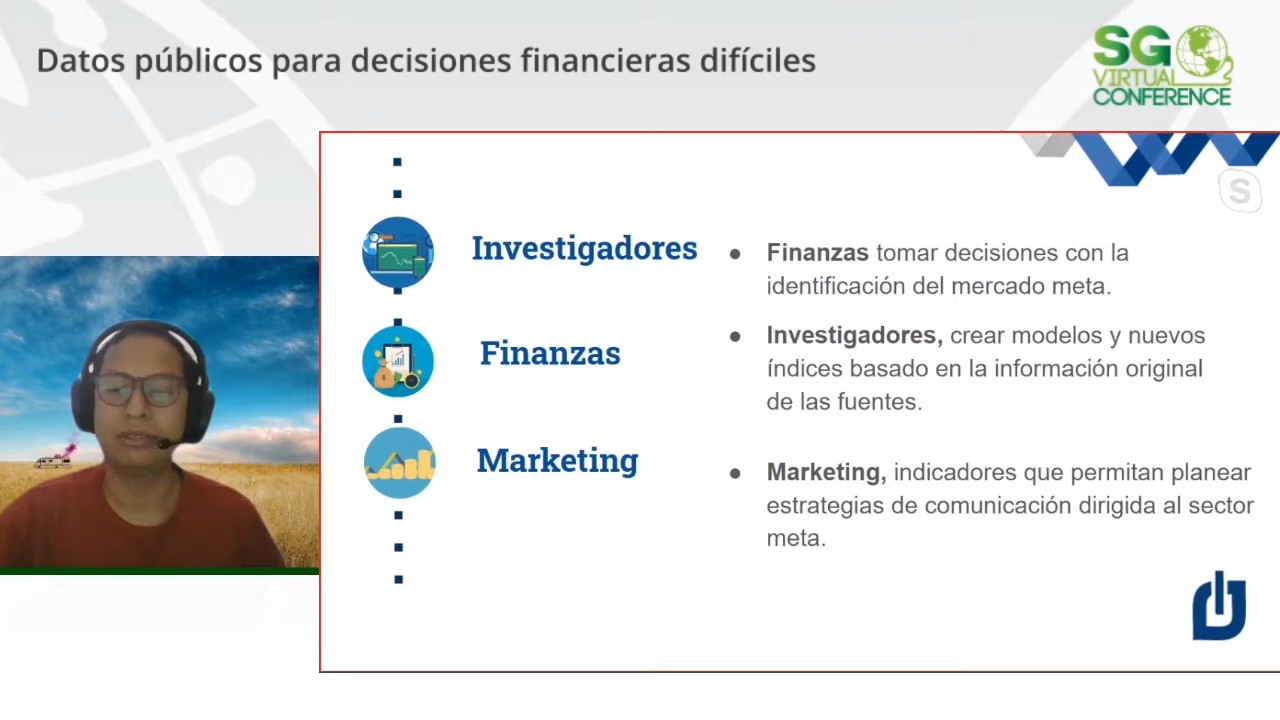 Datos públicos para decisiones financieras difíciles
SG
VIRTUAL
CONFERENCE
S
Investigadores
Finanzas
Marketing
● Finanzas tomar decisiones con la
identificación del mercado meta.
● Investigadores, crear modelos y nuevos
índices basado en la información original
de las fuentes.
● Marketing, indicadores que permitan planear
estrategias de comunicación dirigida al sector
meta.